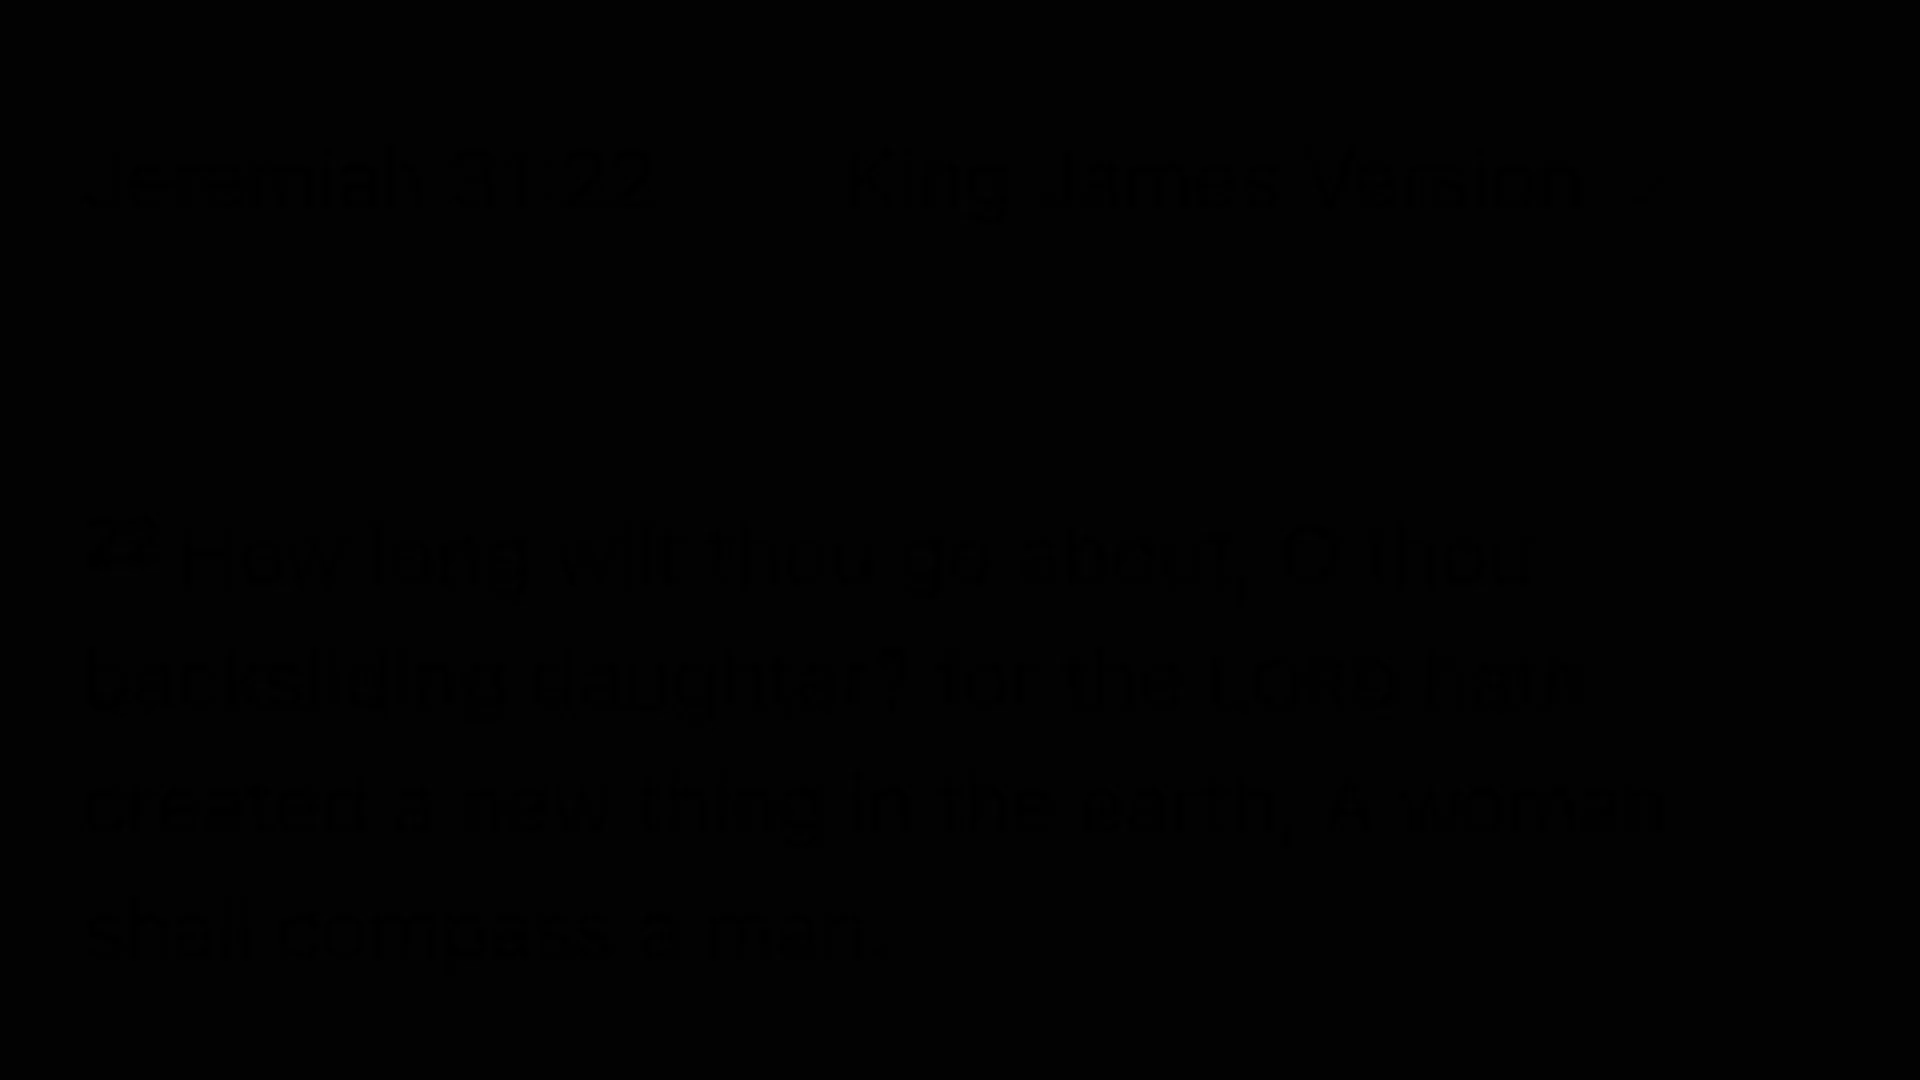 Jeremiah 31:22 King James Version
22 How long wilt thou go about, O thou
backsliding daughter? for the LORD hath
created a new thing in the earth, A woman
shall compass a man.